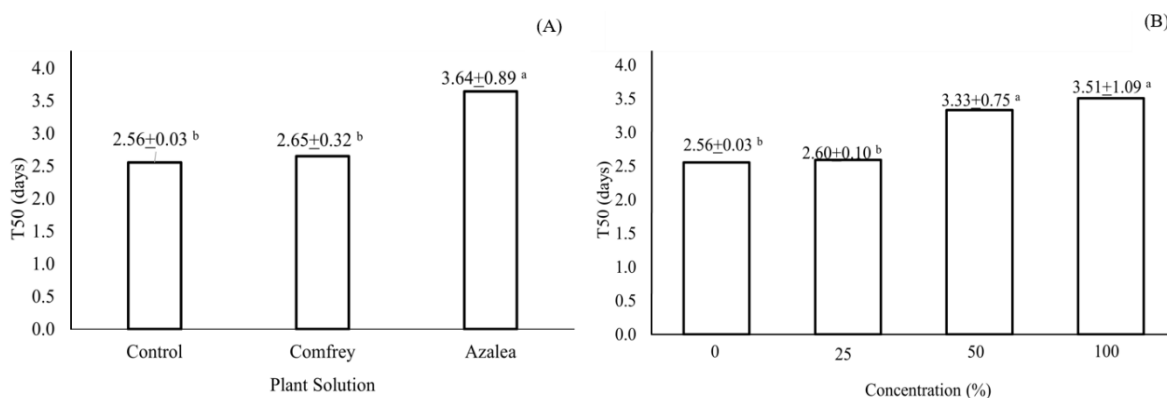 (A)
T50 (days)
4.0
3.5
3.0
2.5
2.0
1.5
1.0
0.5
0.0
2.56±0.03 b
2.65±0.32 b
3.64±0.89 a
Control Comfrey Azalea
Plant Solution
(B)
T50 (days)
4.0
3.5
3.0
2.5
2.0
1.5
1.0
0.5
0.0
2.56±0.03 b
2.60±0.10 b
3.33±0.75 a
3.51±1.09 a
0 25 50 100
Concentration (%)